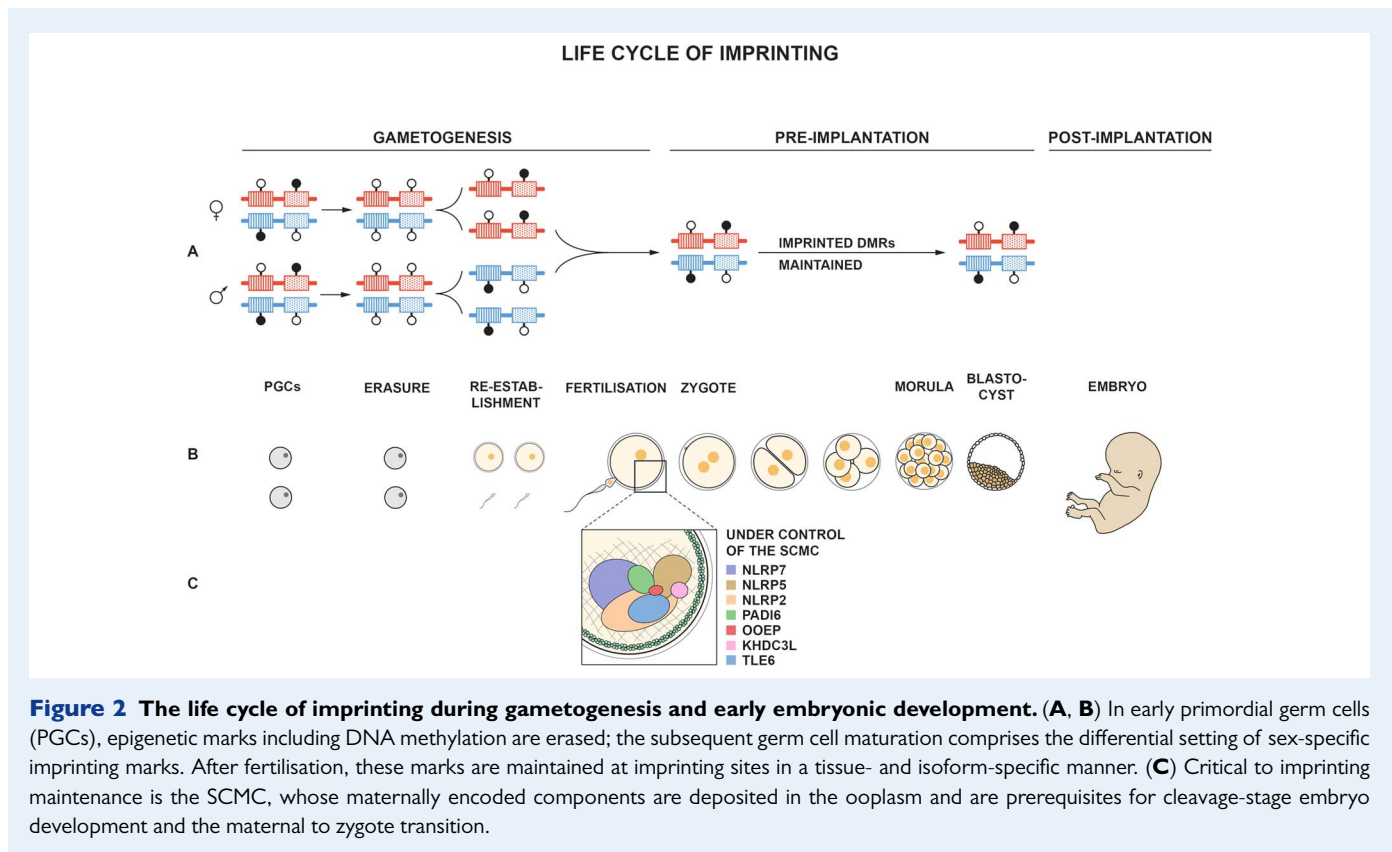 LIFE CYCLE OF IMPRINTING
GAMETOGENESIS
PRE-IMPLANTATION
POST-IMPLANTATION
♀
A
♂
IMPRINTED DMRs
MAINTAINED
PGCs
ERASURE
RE-ESTAB-
LISHMENT
FERTILISATION
ZYGOTE
MORULA
BLASTO-
CYST
EMBRYO
B
C
UNDER CONTROL
OF THE SCMC
NLRP7
NLRP5
NLRP2
PADI6
OOEP
KHDC3L
TLE6
Figure 2 The life cycle of imprinting during gametogenesis and early embryonic development. (A, B) In early primordial germ cells
(PGCs), epigenetic marks including DNA methylation are erased; the subsequent germ cell maturation comprises the differential setting of sex-specific
imprinting marks. After fertilisation, these marks are maintained at imprinting sites in a tissue- and isoform-specific manner. (C) Critical to imprinting
maintenance is the SCMC, whose maternally encoded components are deposited in the ooplasm and are prerequisites for cleavage-stage embryo
development and the maternal to zygote transition.